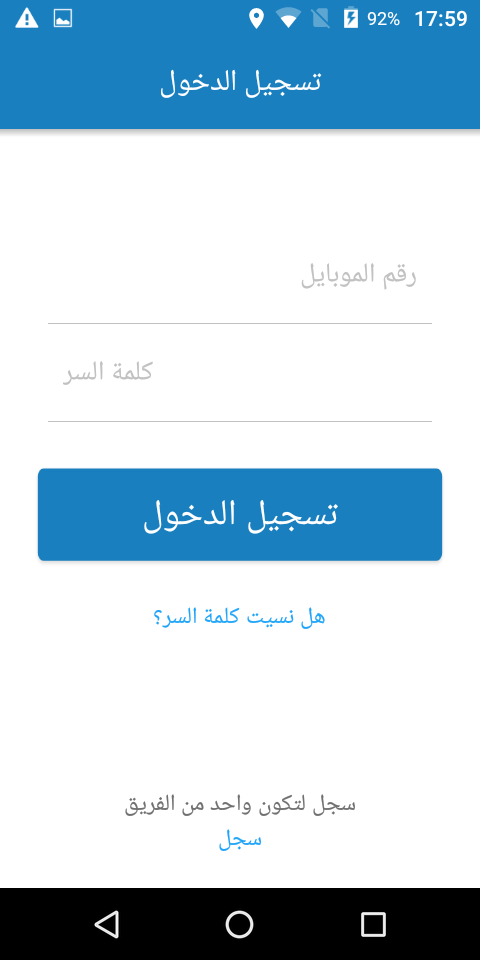 92% 17:59
تسجيل الدخول
رقم الموبايل
كلمة السر
تسجيل الدخول
هل نسيت كلمة السر؟
سجل لتكون واحد من الفريق
سجل